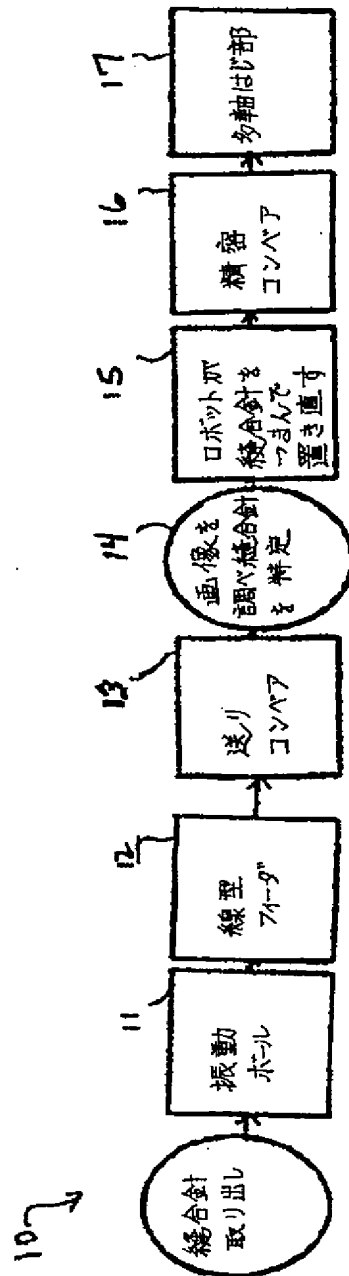 10
縫合針
取り出し
11
振動
ボール
12
線型
フィーダ
13
送り
コンベア
14
画像を
調べ縫合針
を特定
15
ロボットが
縫合針を
つまんで
置き直す
16
精密
コンベア
17
多軸はじ部